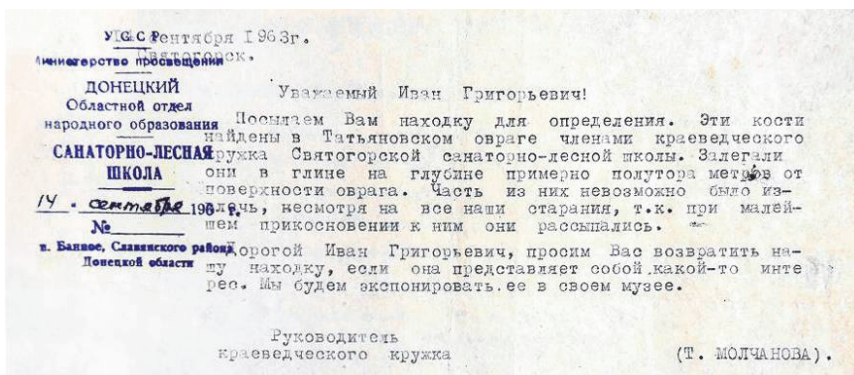 УССР
Министерство просвещения
ДОНЕЦКИЙ
Областной отдел
народного образования
САНАТОРНО-ЛЕСНАЯ
ШКОЛА
14 . сентября 196 г.
№
п. Банное, Славянского района,
Донецкой области
сентября I963г.
Святогорск.
Уважаемый Иван Григорьевич!
Посылаем Вам находку для определения. Эти кости
найдены в Татьяновском овраге членами краеведческого
кружка Святогорской санаторно-лесной школы. Залегали
они в глине на глубине примерно полутора метров от
поверхности оврага. Часть из них невозможно было из-
влечь, несмотря на все наши старания, т.к. при малей-
шем прикосновении к ним они рассыпались.
Дорогой Иван Григорьевич, просим Вас возвратить на-
шу находку, если она представляет собой какой-то инте
рес. Мы будем экспонировать ее в своем музее.
Руководитель
краеведческого кружка (Т. МОЛЧАНОВА).